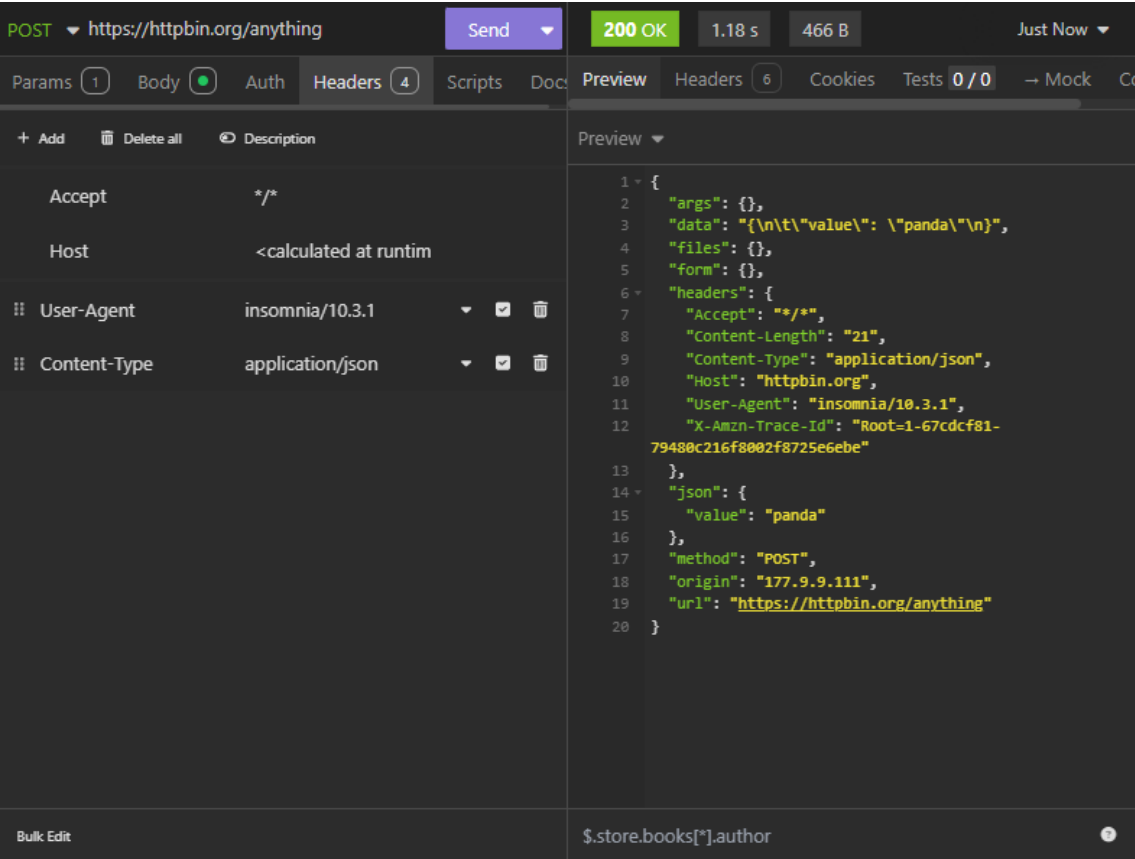 POST https://httpbin.org/anything Send
200 OK 1.18 s 466 B Just Now
Params 1 Body Auth Headers 4 Scripts Docs
Preview Headers 6 Cookies Tests 0 / 0 → Mock
+ Add Delete all Description
Preview
Accept */*
Host <calculated at runtim
User-Agent insomnia/10.3.1
Content-Type application/json
1 {
2 "args": {},
3 "data": "{\n\t\"value\": \"panda\"\n}",
4 "files": {},
5 "form": {},
6 "headers": {
7 "Accept": "*/*",
8 "Content-Length": "21",
9 "Content-Type": "application/json",
10 "Host": "httpbin.org",
11 "User-Agent": "insomnia/10.3.1",
12 "X-Amzn-Trace-Id": "Root=1-67cdcf81-
79480c216f8002f8725e6ebe"
13 },
14 "json": {
15 "value": "panda"
16 },
17 "method": "POST",
18 "origin": "177.9.9.111",
19 "url": "https://httpbin.org/anything"
20 }
Bulk Edit
$.store.books[*].author